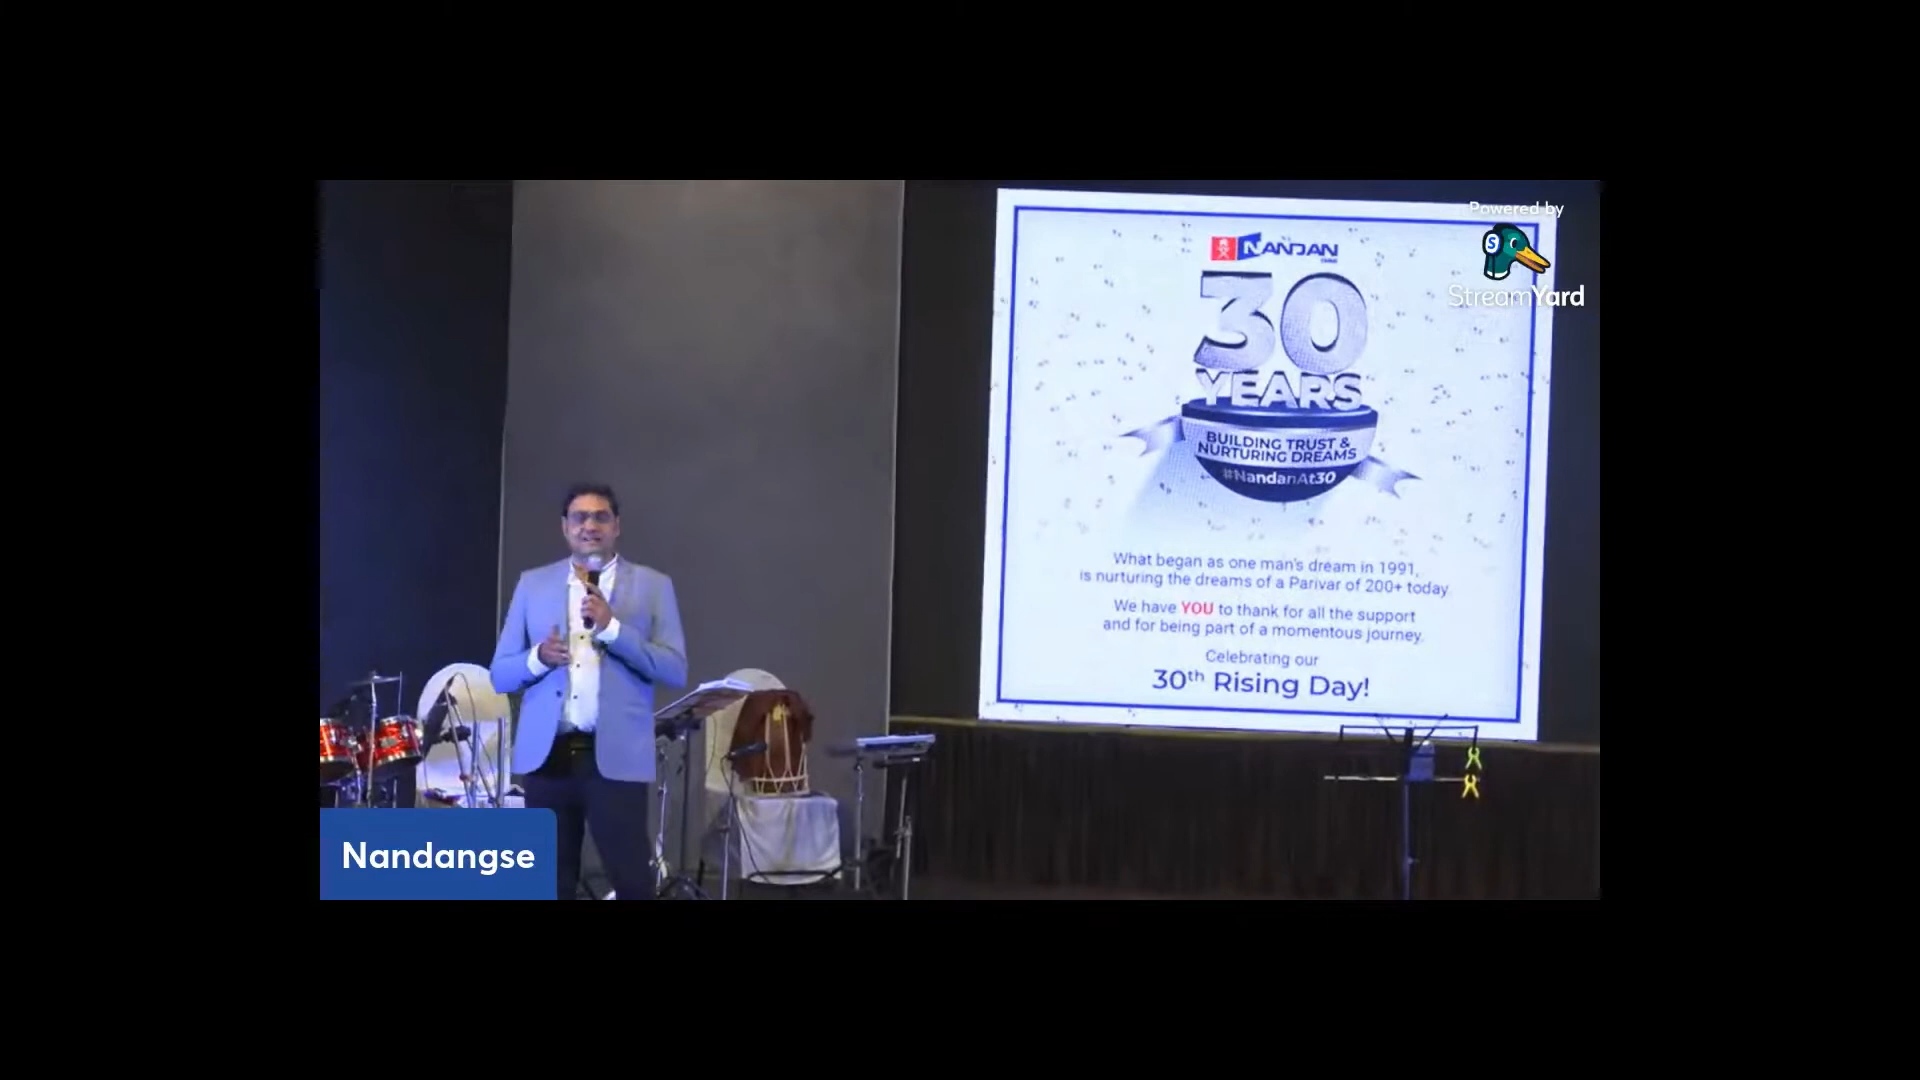 Powered by
StreamYard
NANDAN
30
YEARS
BUILDING TRUST &
NURTURING DREAMS
#NandanAt30
What began as one man's dream in 1991,
is nurturing the dreams of a Parivar of 200+ today
We have YOU to thank for all the support
and for being part of a momentous journey.
Celebrating our
30th Rising Day!
Nandangse